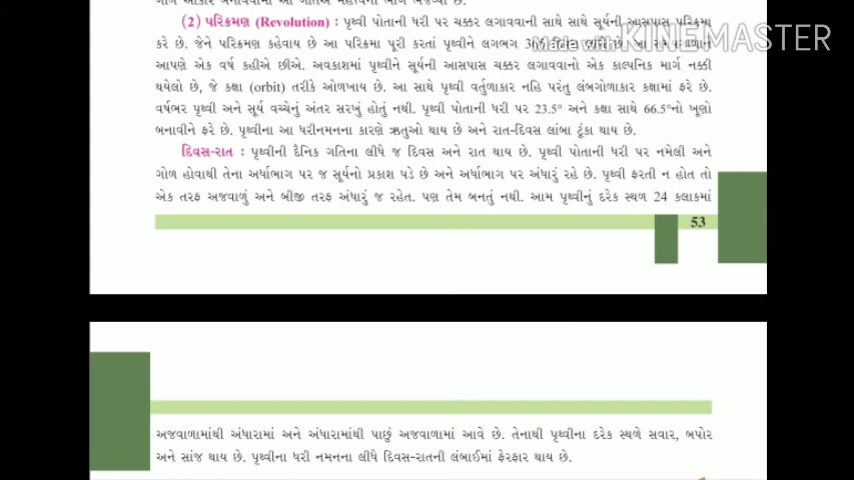 (2) પરિક્રમણ (Revolution) : પૃથ્વી પોતાની ધરી પર ચક્કર લગાવવાની સાથે સાથે સૂર્યની આસપાસ પરિક્રમા
કરે છે. જેને પરિક્રમણ કહેવાય છે આ પરિક્રમા પૂરી કરતાં પૃથ્વીને લગભગ
Made with KINEMASTER
આપણે એક વર્ષ કહીએ છીએ. અવકાશમાં પૃથ્વીને સૂર્યની આસપાસ ચક્કર લગાવવાનો એક કાલ્પનિક માર્ગ નક્કી
થયેલો છે, જે કક્ષા (orbit) તરીકે ઓળખાય છે. આ સાથે પૃથ્વી વર્તુળાકાર નહિ પરંતુ લંબગોળાકાર કક્ષામાં ફરે છે.
વર્ષભર પૃથ્વી અને સૂર્ય વચ્ચેનું અંતર સરખું હોતું નથી. પૃથ્વી પોતાની ધરી પર 23.5° અને કક્ષા સાથે 66.5°નો ખૂણો
બનાવીને ફરે છે. પૃથ્વીના આ ધરીનમનના કારણે ઋતુઓ થાય છે અને રાત-દિવસ લાંબા ટૂંકા થાય છે.
દિવસ-રાત : પૃથ્વીની દૈનિક ગતિના લીધે જ દિવસ અને રાત થાય છે. પૃથ્વી પોતાની ધરી પર નમેલી અને
ગોળ હોવાથી તેના અર્ધાભાગ પર જ સૂર્યનો પ્રકાશ પડે છે અને અર્ધાભાગ પર અંધારું રહે છે. પૃથ્વી ફરતી ન હોત તો
એક તરફ અજવાળું અને બીજી તરફ અંધારું જ રહેત. પણ તેમ બનતું નથી. આમ પૃથ્વીનું દરેક સ્થળ 24 કલાકમાં
53
અજવાળામાંથી અંધારામાં અને અંધારામાંથી પાછું અજવાળામાં આવે છે. તેનાથી પૃથ્વીના દરેક સ્થળે સવાર, બપોર
અને સાંજ થાય છે. પૃથ્વીના ધરી નમનના લીધે દિવસ-રાતની લંબાઈમાં ફેરફાર થાય છે.